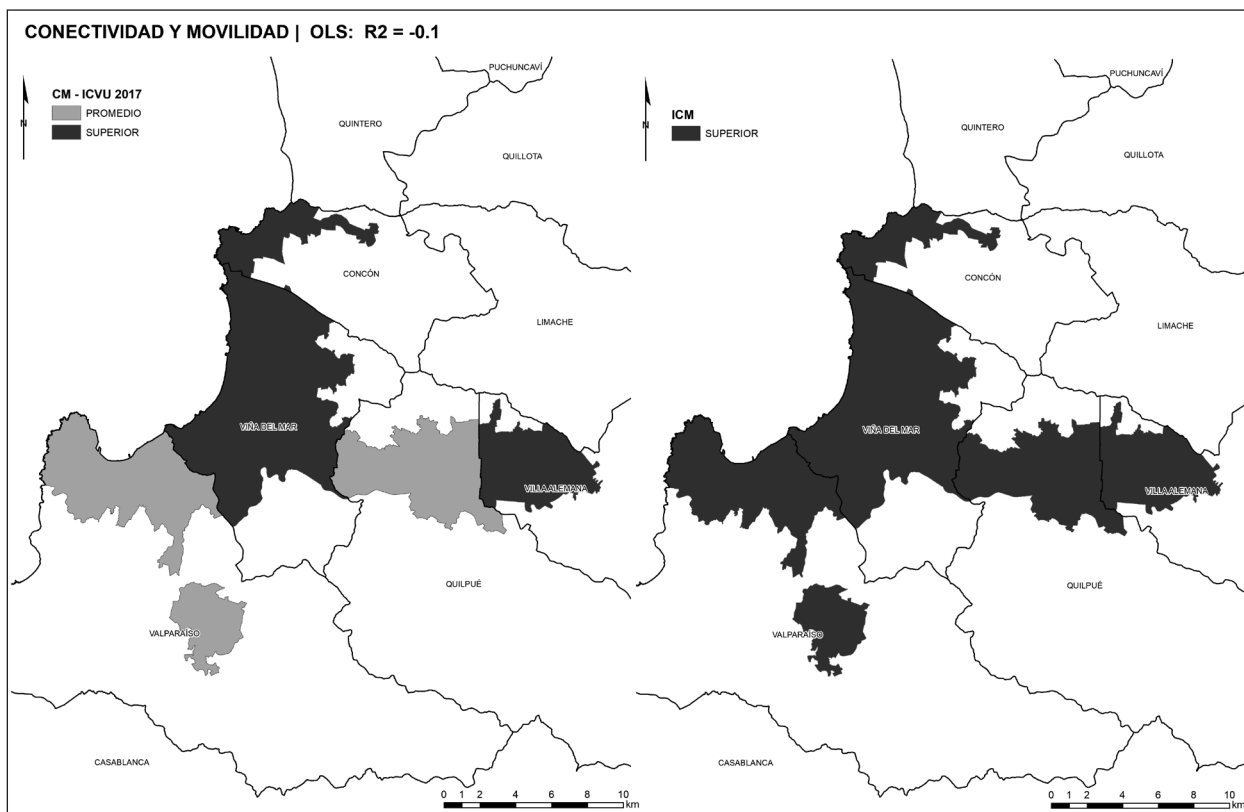 CONECTIVIDAD Y MOVILIDAD | OLS: R2 = -0.1
N
CM - ICVU 2017
PROMEDIO
SUPERIOR
PUCHUNCAVÍ
QUINTERO
QUILLOTA
CONCÓN
LIMACHE
VIÑA DEL MAR
VILLA ALEMANA
QUILPUÉ
VALPARAÍSO
CASABLANCA
0 1 2 4 6 8 10
km
N
ICM
SUPERIOR
PUCHUNCAVÍ
QUINTERO
QUILLOTA
CONCÓN
LIMACHE
VIÑA DEL MAR
VILLA ALEMANA
QUILPUÉ
VALPARAÍSO
CASABLANCA
0 1 2 4 6 8 10
km